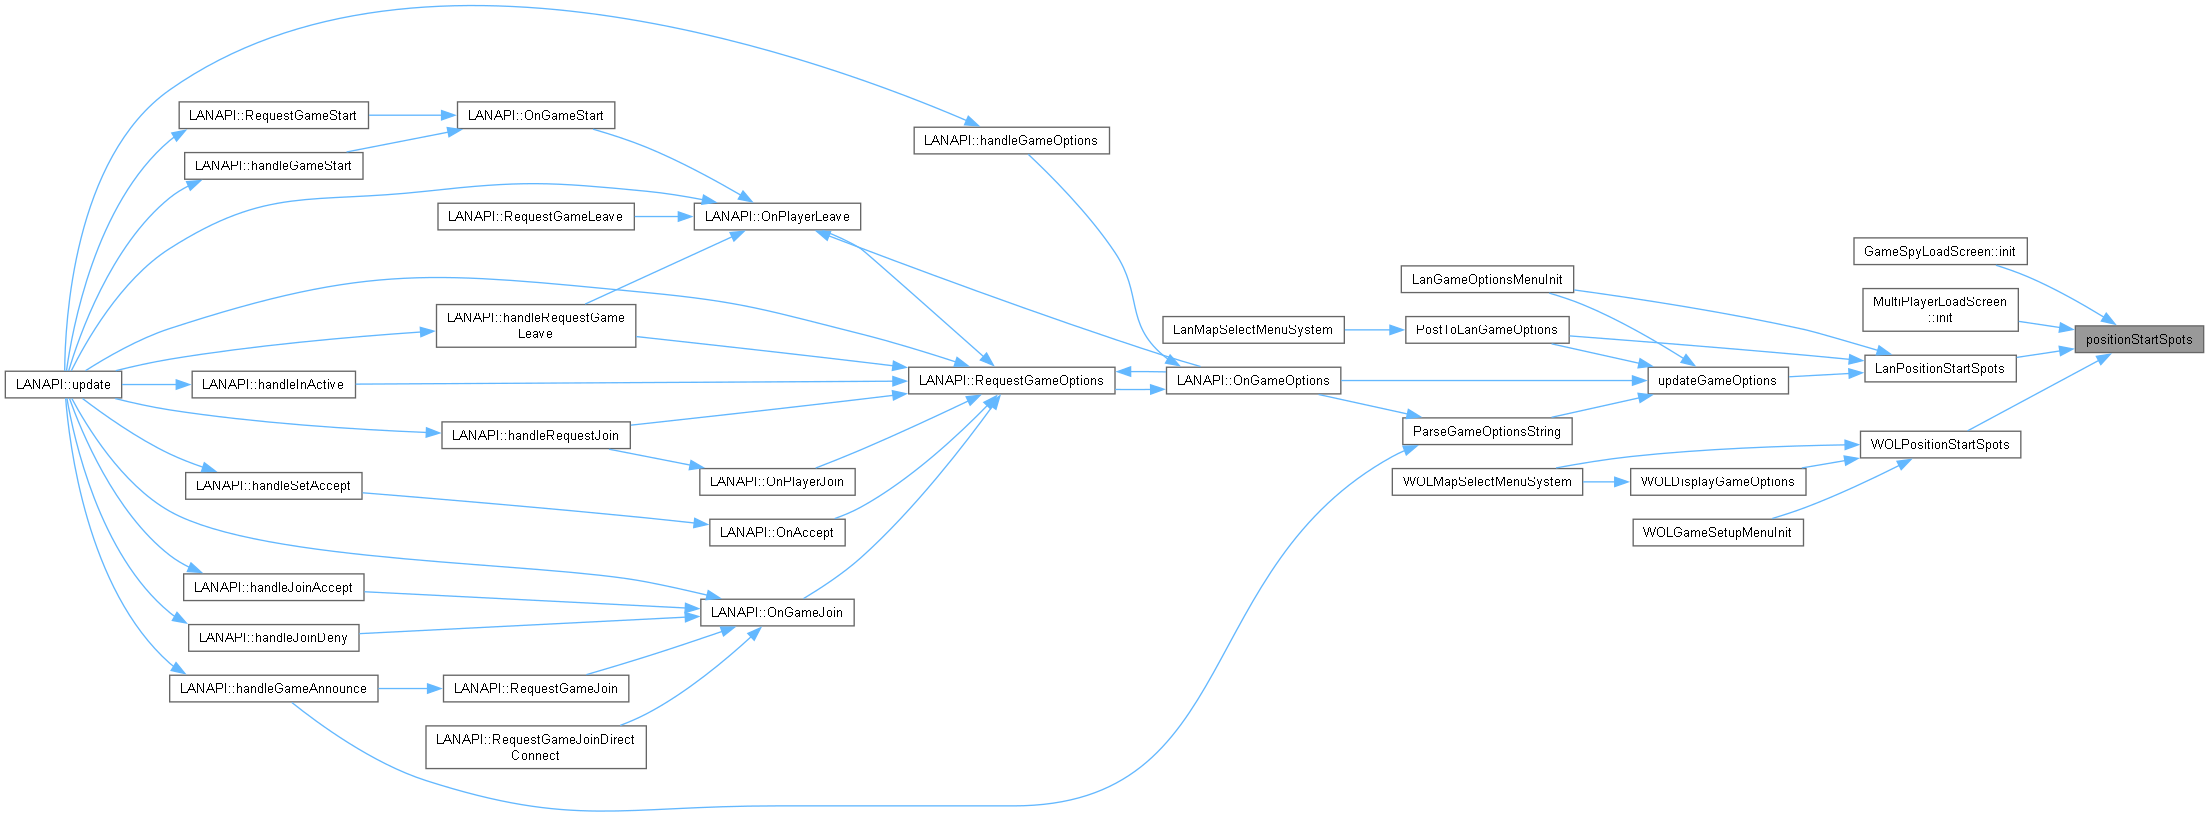 LANAPI::RequestGameStart
LANAPI::OnGameStart
LANAPI::handleGameOptions
LANAPI::handleGameStart
LANAPI::RequestGameLeave
LANAPI::OnPlayerLeave
GameSpyLoadScreen::init
LanGameOptionsMenuInit
MultiPlayerLoadScreen
::init
LANAPI::handleRequestGame
Leave
LanMapSelectMenuSystem
PostToLanGameOptions
positionStartSpots
LanPositionStartSpots
LANAPI::update
LANAPI::handleInActive
LANAPI::RequestGameOptions
LANAPI::OnGameOptions
updateGameOptions
LANAPI::handleRequestJoin
ParseGameOptionsString
WOLPositionStartSpots
LANAPI::handleSetAccept
LANAPI::OnPlayerJoin
WOLMapSelectMenuSystem
WOLDisplayGameOptions
LANAPI::OnAccept
WOLGameSetupMenuInit
LANAPI::handleJoinAccept
LANAPI::OnGameJoin
LANAPI::handleJoinDeny
LANAPI::handleGameAnnounce
LANAPI::RequestGameJoin
LANAPI::RequestGameJoinDirect
Connect